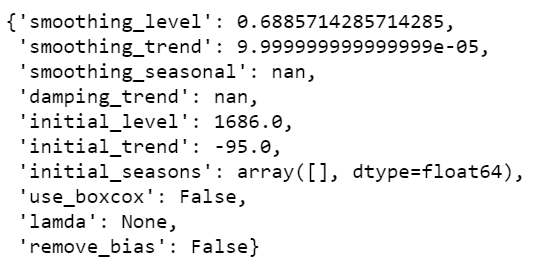 {'smoothing_level': 0.6885714285714285,
'smoothing_trend': 9.999999999999999e-05,
'smoothing_seasonal': nan,
'damping_trend': nan,
'initial_level': 1686.0,
'initial_trend': -95.0,
'initial_seasons': array([], dtype=float64),
'use_boxcox': False,
'lamda': None,
'remove_bias': False}